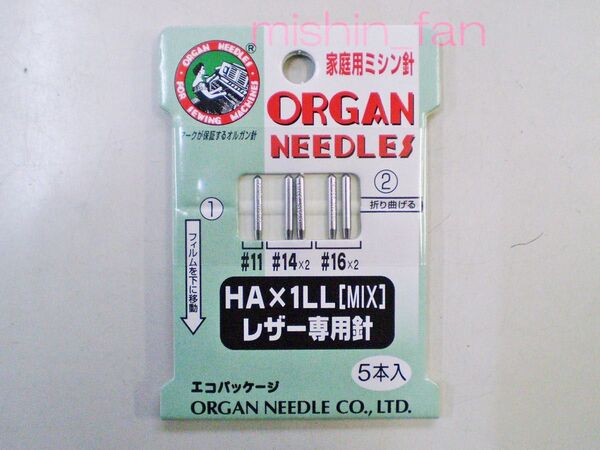 mishin_fan
ORGAN NEEDLES
FOR SEWING MACHINES
®
家庭用ミシン針
ORGAN
NEEDLES
マークが保証するオルガン針
①
②
折り曲げる
フィルムを下に移動
#11 #14×2 #16×2
HA×1LL[MIX]
レザー専用針
5本入
エコパッケージ
ORGAN NEEDLE CO., LTD.